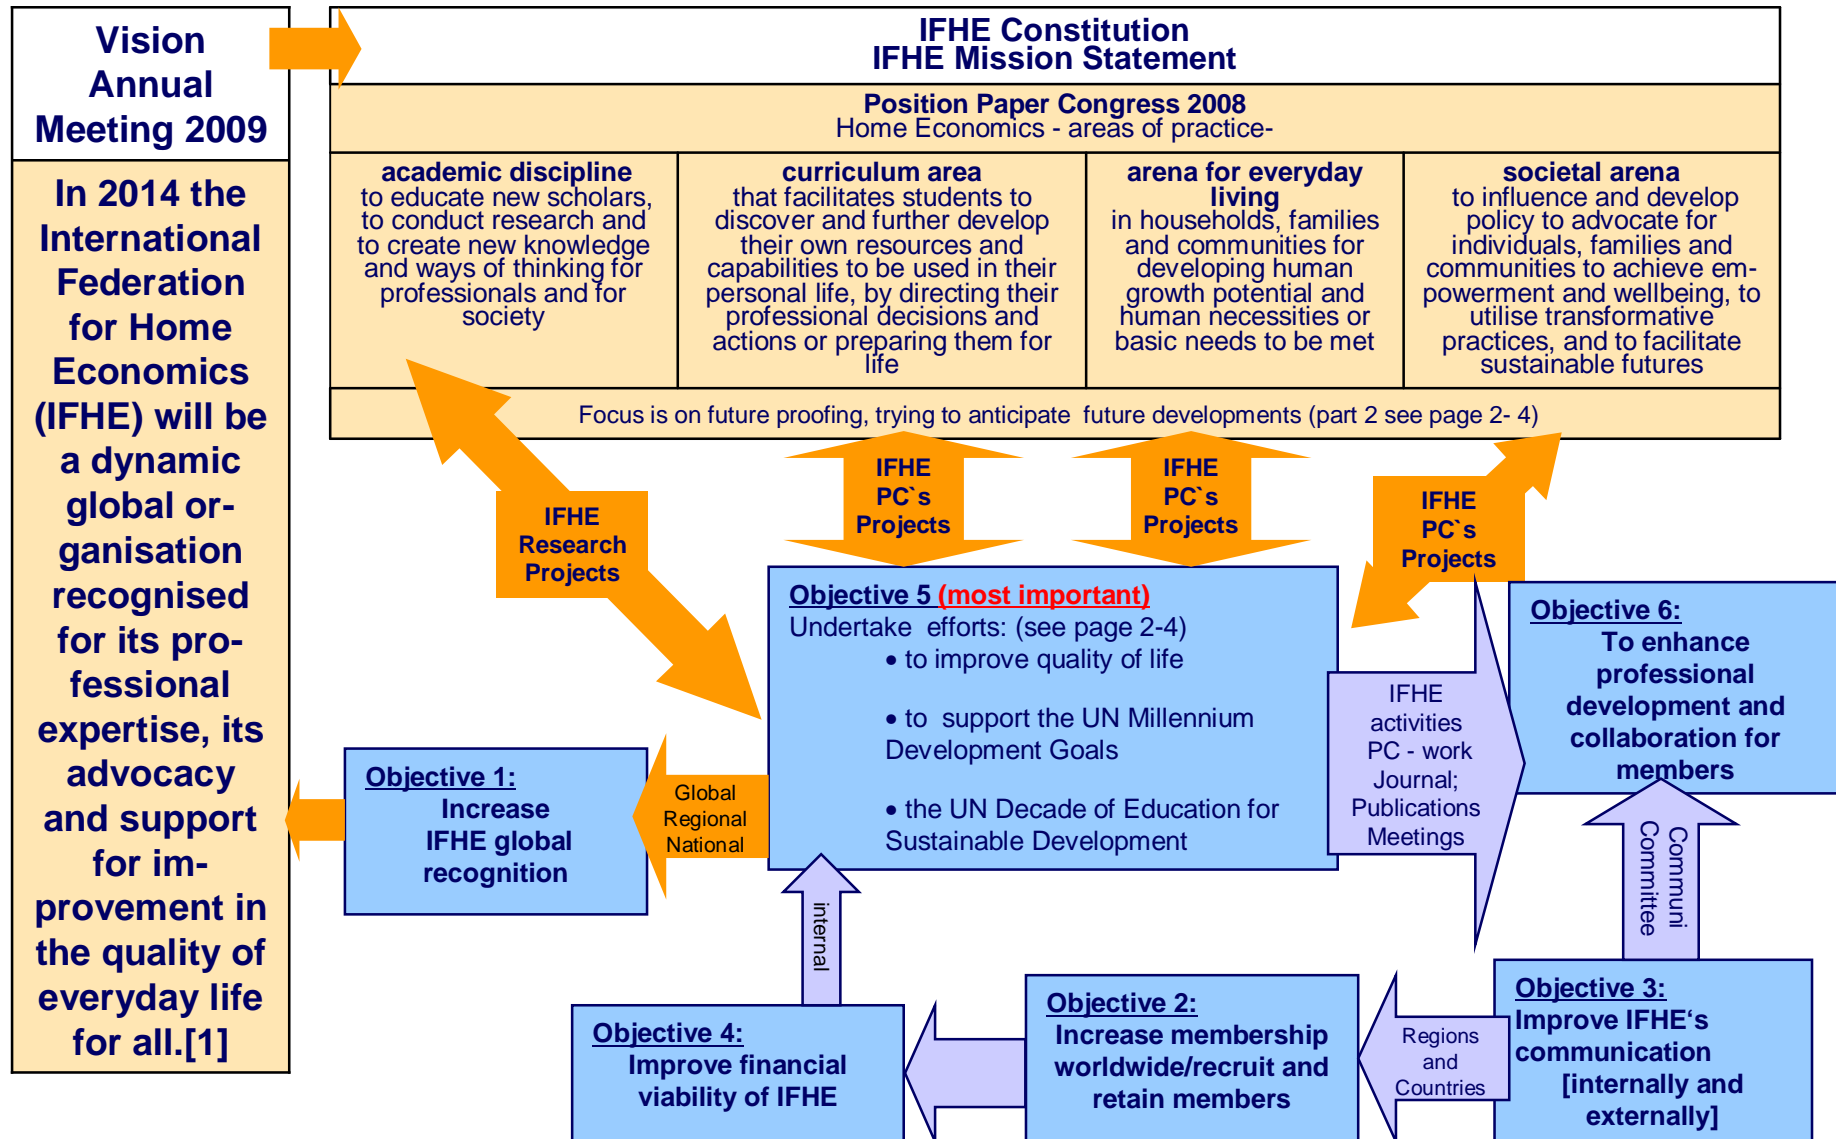 Vision
Annual
Meeting 2009
In 2014 the
International
Federation
for Home
Economics
(IFHE) will be
a dynamic
global or-
ganisation
recognised
for its pro-
fessional
expertise, its
advocacy
and support
for im-
provement in
the quality of
everyday life
for all.[1]
IFHE Constitution
IFHE Mission Statement
Position Paper Congress 2008
Home Economics - areas of practice-
academic discipline
to educate new scholars,
to conduct research and
to create new knowledge
and ways of thinking for
professionals and for
society
curriculum area
that facilitates students to
discover and further develop
their own resources and
capabilities to be used in their
personal life, by directing their
professional decisions and
actions or preparing them for
life
arena for everyday
living
in households, families
and communities for
developing human
growth potential and
human necessities or
basic needs to be met
societal arena
to influence and develop
policy to advocate for
individuals, families and
communities to achieve em-
powerment and wellbeing, to
utilise transformative
practices, and to facilitate
sustainable futures
Focus is on future proofing, trying to anticipate future developments (part 2 see page 2- 4)
IFHE
Research
Projects
IFHE
PC`s
Projects
IFHE
PC`s
Projects
IFHE
PC`s
Projects
Objective 5 (most important)
Undertake efforts: (see page 2-4)
• to improve quality of life
• to support the UN Millennium
Development Goals
• the UN Decade of Education for
Sustainable Development
IFHE
activities
PC - work
Journal;
Publications
Meetings
Objective 6:
To enhance
professional
development and
collaboration for
members
Objective 1:
Increase
IFHE global
recognition
Global
Regional
National
internal
Communi
Committee
Objective 4:
Improve financial
viability of IFHE
Objective 2:
Increase membership
worldwide/recruit and
retain members
Regions
and
Countries
Objective 3:
Improve IFHE‘s
communication
[internally and
externally]